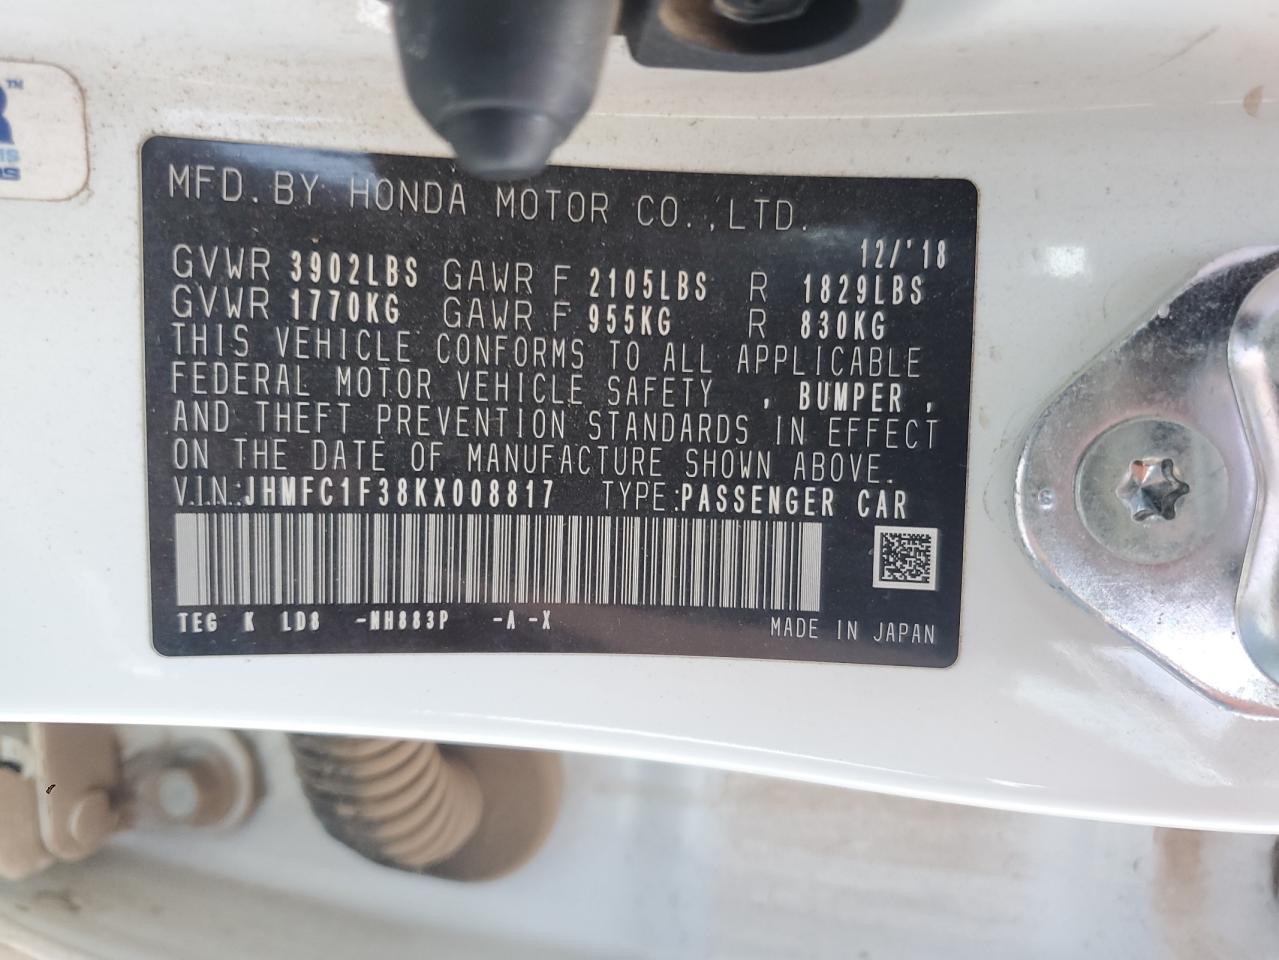 R™
MFD. BY HONDA MOTOR CO., LTD.
12/'18
GVWR 3902LBS GAWR F 2105LBS R 1829LBS
GVWR 1770KG GAWR F 955KG R 830KG
THIS VEHICLE CONFORMS TO ALL APPLICABLE
FEDERAL MOTOR VEHICLE SAFETY , BUMPER ,
AND THEFT PREVENTION STANDARDS IN EFFECT
ON THE DATE OF MANUFACTURE SHOWN ABOVE.
V.I.N.:JHMFC1F38KX008817 TYPE:PASSENGER CAR
TEG K LD8 -NH883P -A -X
MADE IN JAPAN